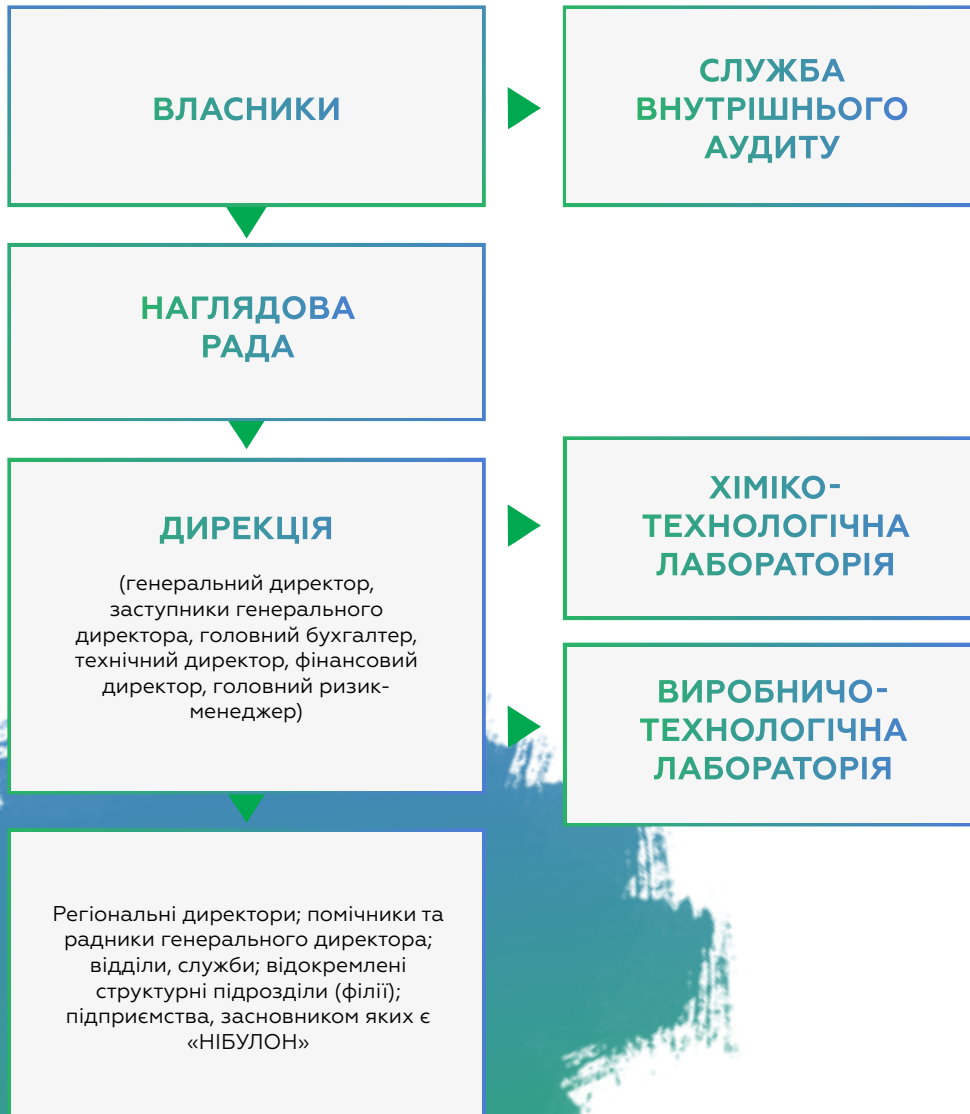 ВЛАСНИКИ
СЛУЖБА
ВНУТРІШНЬОГО
АУДИТУ
НАГЛЯДОВА
РАДА
ДИРЕКЦІЯ
(генеральний директор,
заступники генерального
директора, головний бухгалтер,
технічний директор, фінансовий
директор, головний ризик-
менеджер)
ХІМІКО-
ТЕХНОЛОГІЧНА
ЛАБОРАТОРІЯ
ВИРОБНИЧО-
ТЕХНОЛОГІЧНА
ЛАБОРАТОРІЯ
Регіональні директори; помічники та
радники генерального директора;
відділи, служби; відокремлені
структурні підрозділи (філії);
підприємства, засновником яких є
«НІБУЛОН»